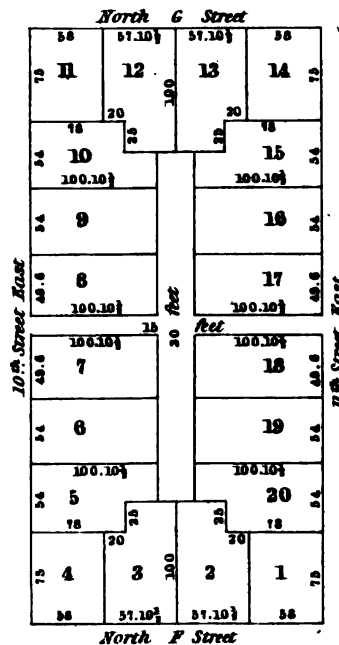 North G Street
58 57.10½ 57.10½ 58
75 11 12 100 13 14 75
20 20
78 25 25 78
54 10 15 54
100.10½ 100.10½
54 9 16 54
49.6 8 17 49.6
100.10½ feet 100.10½
10th Street East
15 feet
30
11th Street East
100.10½ 100.10½
49.6 7 18 49.6
54 6 19 54
100.10½ 100.10½
54 5 20 54
78 25 25 78
20 20
75 4 3 100 2 1 75
58 57.10½ 57.10½ 58
North F Street